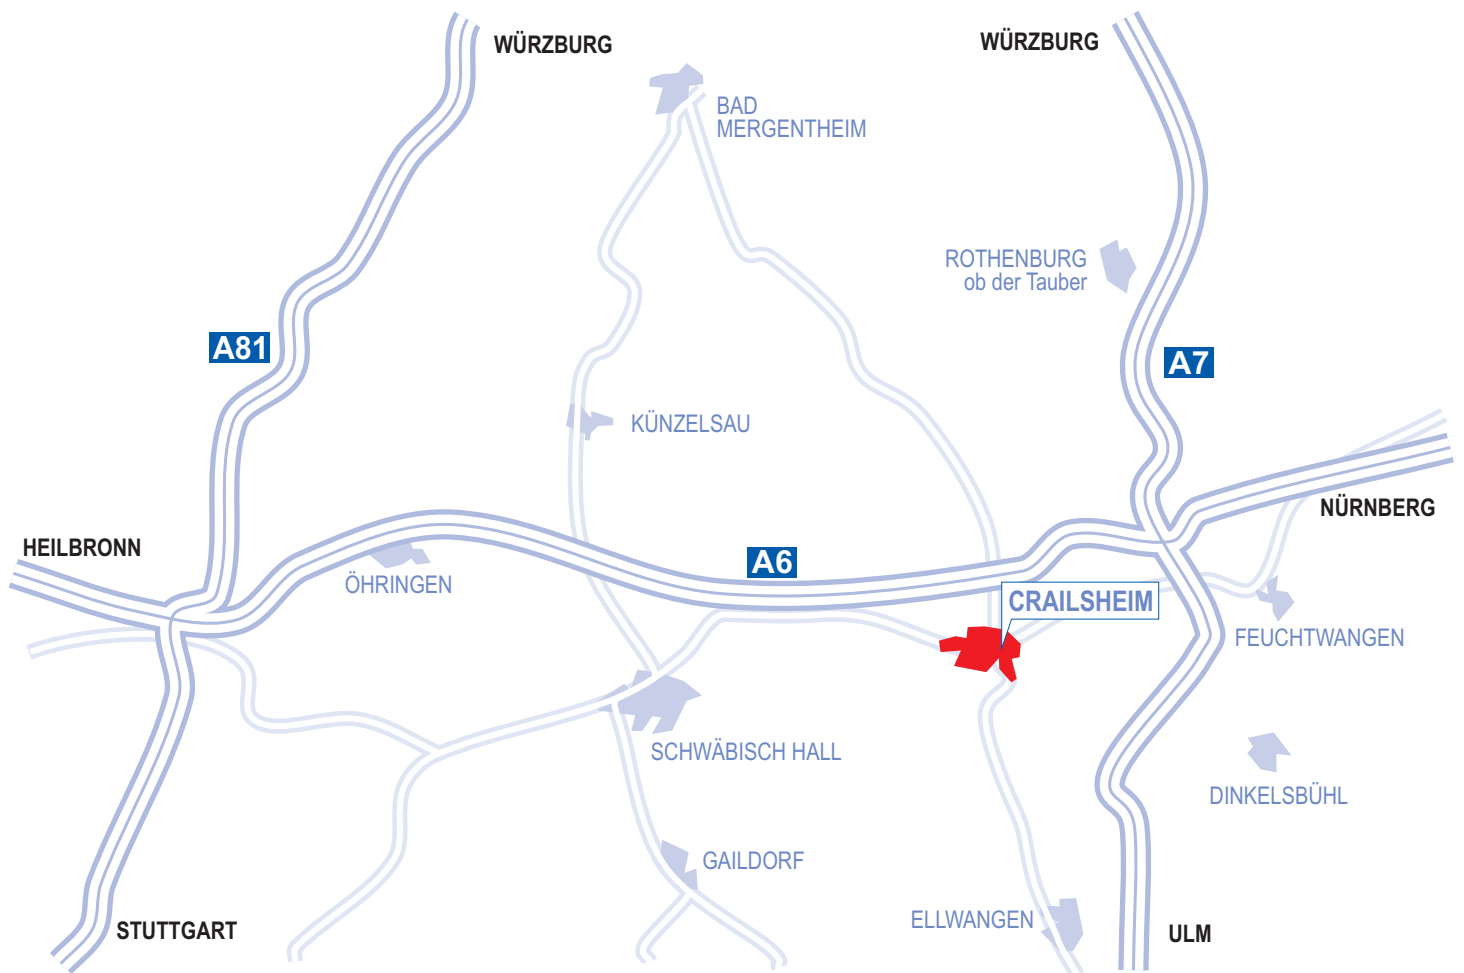 WÜRZBURG
WÜRZBURG
BAD
MERGENTHEIM
ROTHENBURG
ob der Tauber
A81
A7
KÜNZELSAU
NÜRNBERG
HEILBRONN
A6
ÖHRINGEN
CRAILSHEIM
FEUCHTWANGEN
SCHWÄBISCH HALL
DINKELSBÜHL
GAILDORF
ELLWANGEN
STUTTGART
ULM